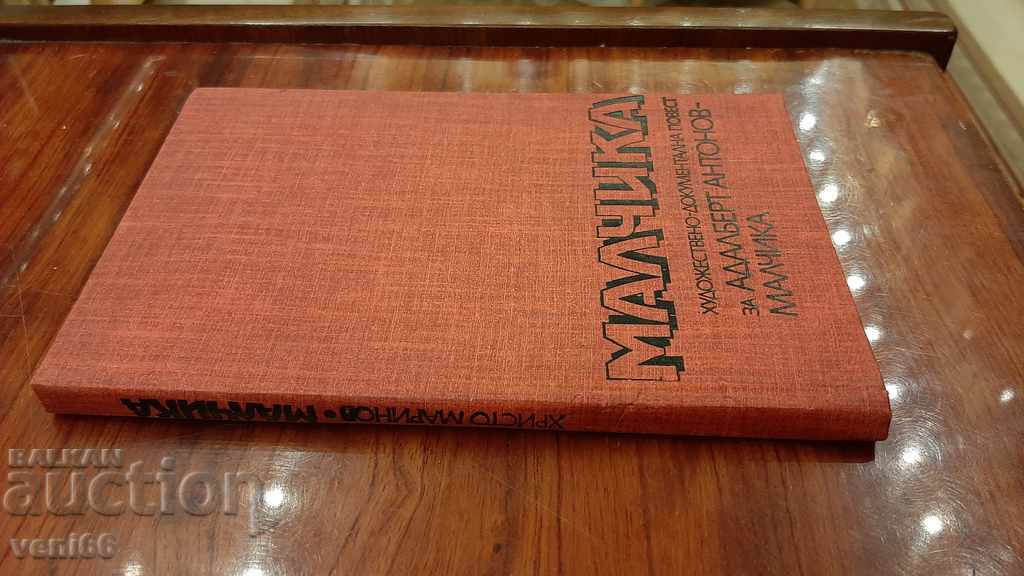 МАЛЧИКА
ХУДОЖЕСТВЕНО-ДОКУМЕНТАЛНА ПОВЕСТ
ЗА АДАЛБЕРТ АНТОНОВ-
МАЛЧИКА
ХРИСТО МАРИНОВ • МАЛЧИКА
BALKAN
auction
veni66